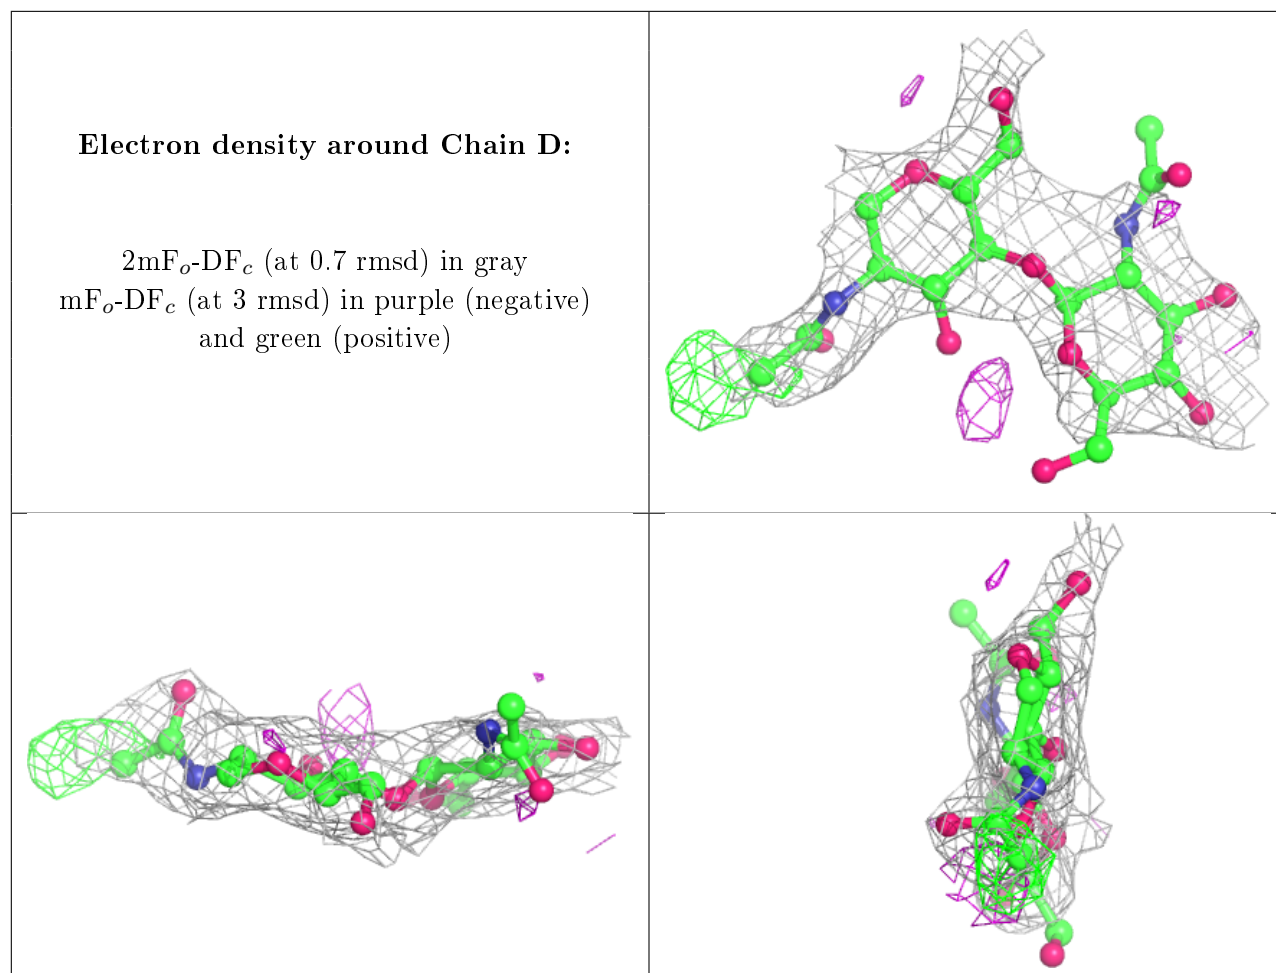 Electron density around Chain D:
2mFₒ-DF𝒸 (at 0.7 rmsd) in gray
mFₒ-DF𝒸 (at 3 rmsd) in purple (negative)
and green (positive)